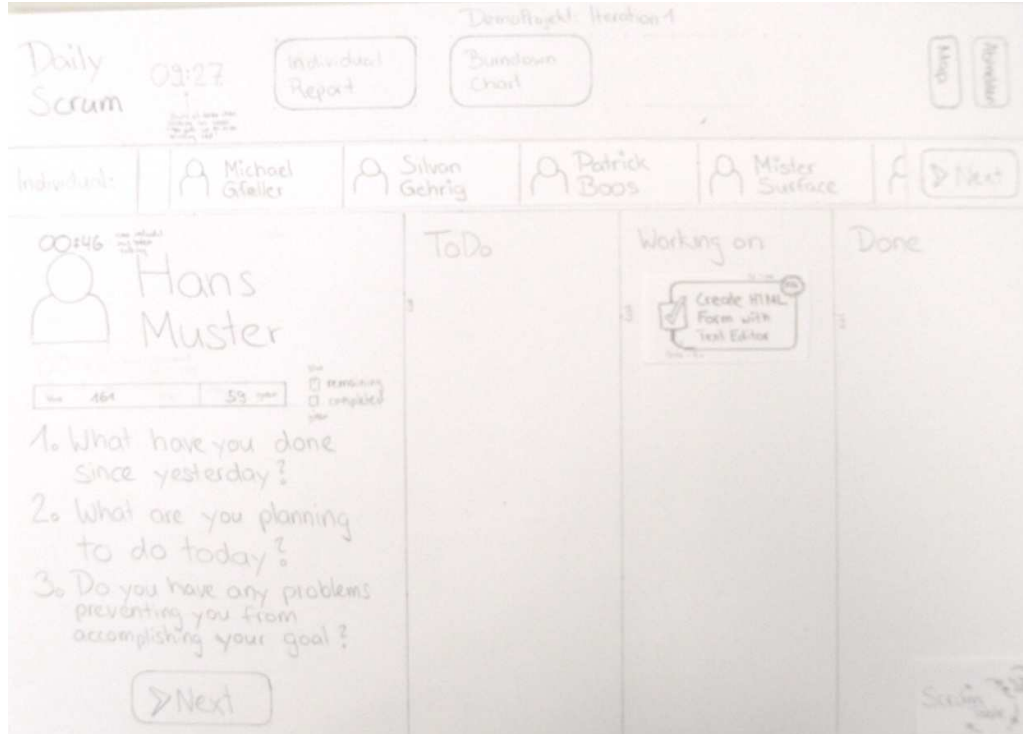 DemoProjekt: Iteration 1
Daily
Scrum
09:27
Individual
Report
Burndown
Chart
Abmelden
Individuals:
Michael
Gfeller
Silvan
Gehrig
Patrick
Boos
Mister
Surface
Next
00:46
Hans
Muster
161
59
remaining
completed
1. What have you done
since yesterday?
2. What are you planning
to do today?
3. Do you have any problems
preventing you from
accomplishing your goal?
Next
ToDo
Working on
Create HTML
Form with
Text Editor
Done
Scrum